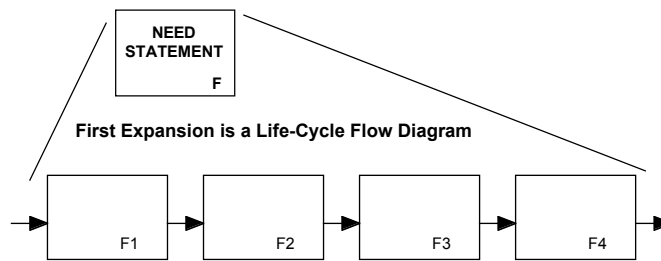 NEED
STATEMENT
F
First Expansion is a Life-Cycle Flow Diagram
F1
F2
F3
F4